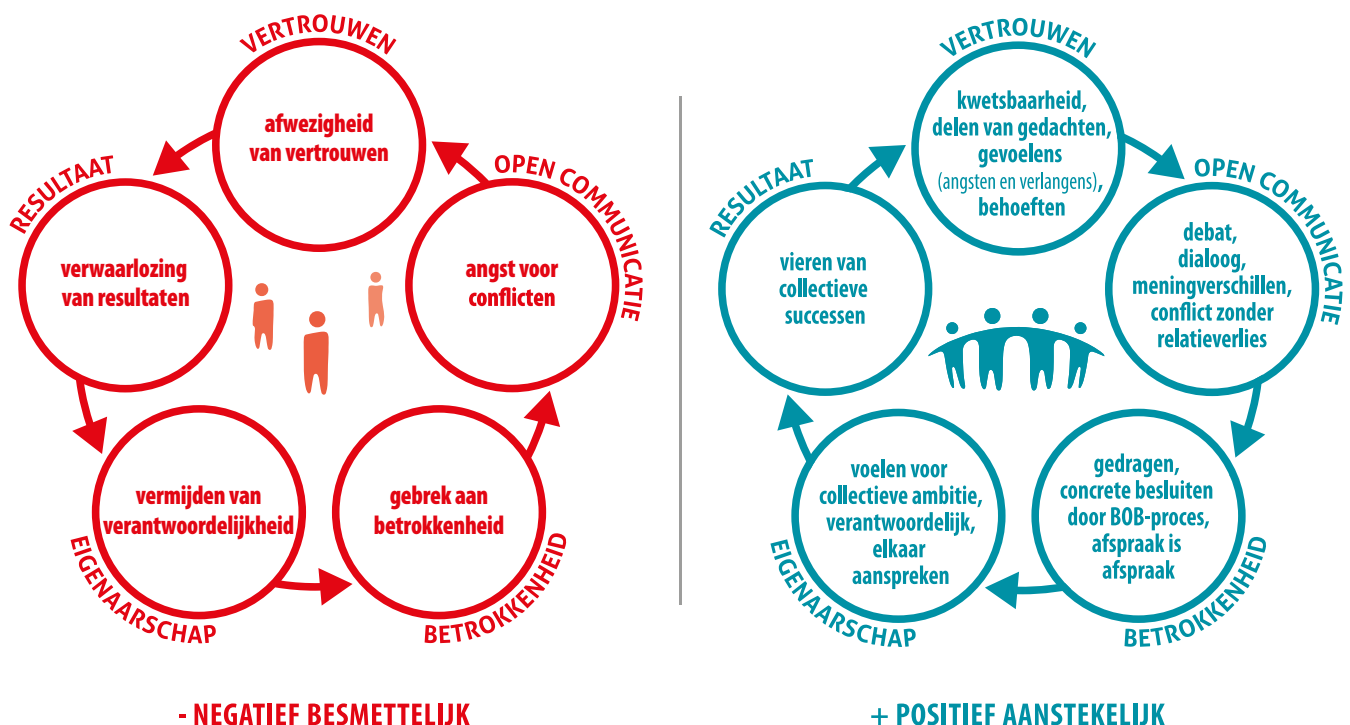 VERTROUWEN
afwezigheid
van vertrouwen
OPEN COMMUNICATIE
angst voor
conflicten
BETROKKENHEID
gebrek aan
betrokkenheid
EIGENAARSCHAP
vermijden van
verantwoordelijkheid
RESULTAAT
verwaarlozing
van resultaten
- NEGATIEF BESMETTELIJK
VERTROUWEN
kwetsbaarheid,
delen van gedachten,
gevoelens
(angsten en verlangens),
behoeften
OPEN COMMUNICATIE
debat,
dialoog,
meningverschillen,
conflict zonder
relatieverlies
BETROKKENHEID
gedragen,
concrete besluiten
door BOB-proces,
afspraak is
afspraak
EIGENAARSCHAP
voelen voor
collectieve ambitie,
verantwoordelijk,
elkaar
aanspreken
RESULTAAT
vieren van
collectieve
successen
+ POSITIEF AANSTEKELIJK